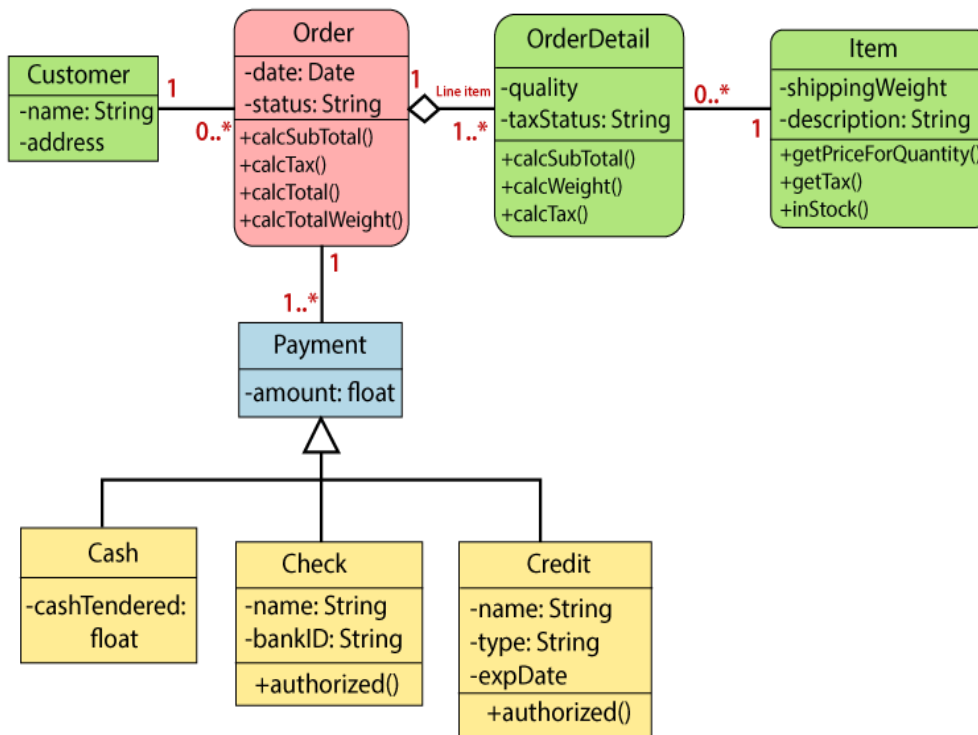 Customer
-name: String
-address
1
0..*
Order
-date: Date
-status: String
+calcSubTotal()
+calcTax()
+calcTotal()
+calcTotalWeight()
1
Line item
1..*
OrderDetail
-quality
-taxStatus: String
+calcSubTotal()
+calcWeight()
+calcTax()
0..*
1
Item
-shippingWeight
-description: String
+getPriceForQuantity()
+getTax()
+inStock()
1
1..*
Payment
-amount: float
Cash
-cashTendered:
float
Check
-name: String
-bankID: String
+authorized()
Credit
-name: String
-type: String
-expDate
+authorized()